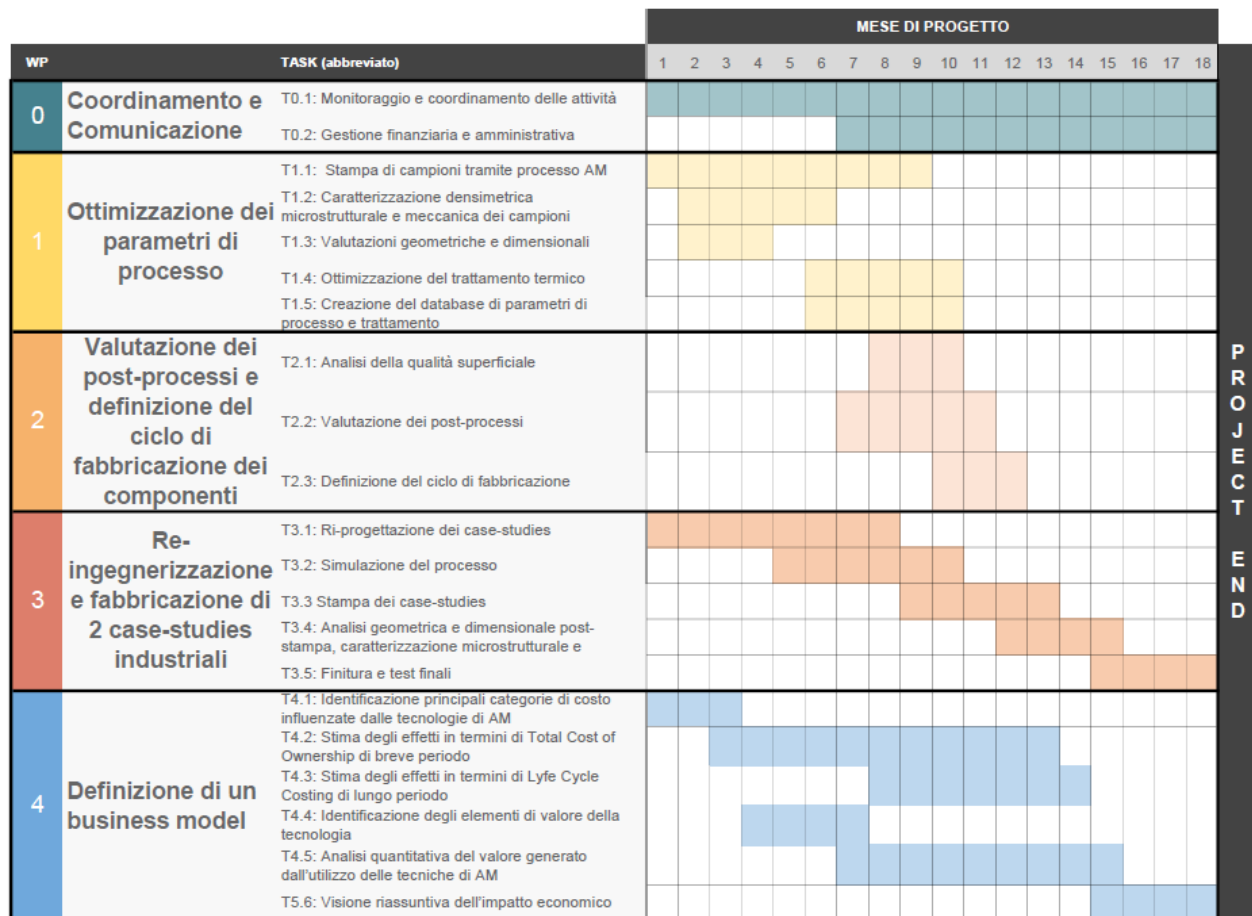 MESE DI PROGETTO
WP TASK (abbreviato) 1 2 3 4 5 6 7 8 9 10 11 12 13 14 15 16 17 18
0
Coordinamento e
Comunicazione
T0.1: Monitoraggio e coordinamento delle attività
T0.2: Gestione finanziaria e amministrativa
1
Ottimizzazione dei
parametri di
processo
T1.1: Stampa di campioni tramite processo AM
T1.2: Caratterizzazione densimetrica
microstrutturale e meccanica dei campioni
T1.3: Valutazioni geometriche e dimensionali
T1.4: Ottimizzazione del trattamento termico
T1.5: Creazione del database di parametri di
processo e trattamento
2
Valutazione dei
post-processi e
definizione del
ciclo di
fabbricazione dei
componenti
T2.1: Analisi della qualità superficiale
T2.2: Valutazione dei post-processi
T2.3: Definizione del ciclo di fabbricazione
3
Re-
ingegnerizzazione
e fabbricazione di
2 case-studies
industriali
T3.1: Ri-progettazione dei case-studies
T3.2: Simulazione del processo
T3.3 Stampa dei case-studies
T3.4: Analisi geometrica e dimensionale post-
stampa, caratterizzazione microstrutturale e
T3.5: Finitura e test finali
4
Definizione di un
business model
T4.1: Identificazione principali categorie di costo
influenzate dalle tecnologie di AM
T4.2: Stima degli effetti in termini di Total Cost of
Ownership di breve periodo
T4.3: Stima degli effetti in termini di Lyfe Cycle
Costing di lungo periodo
T4.4: Identificazione degli elementi di valore della
tecnologia
T4.5: Analisi quantitativa del valore generato
dall'utilizzo delle tecniche di AM
T5.6: Visione riassuntiva dell'impatto economico
PROJECT END